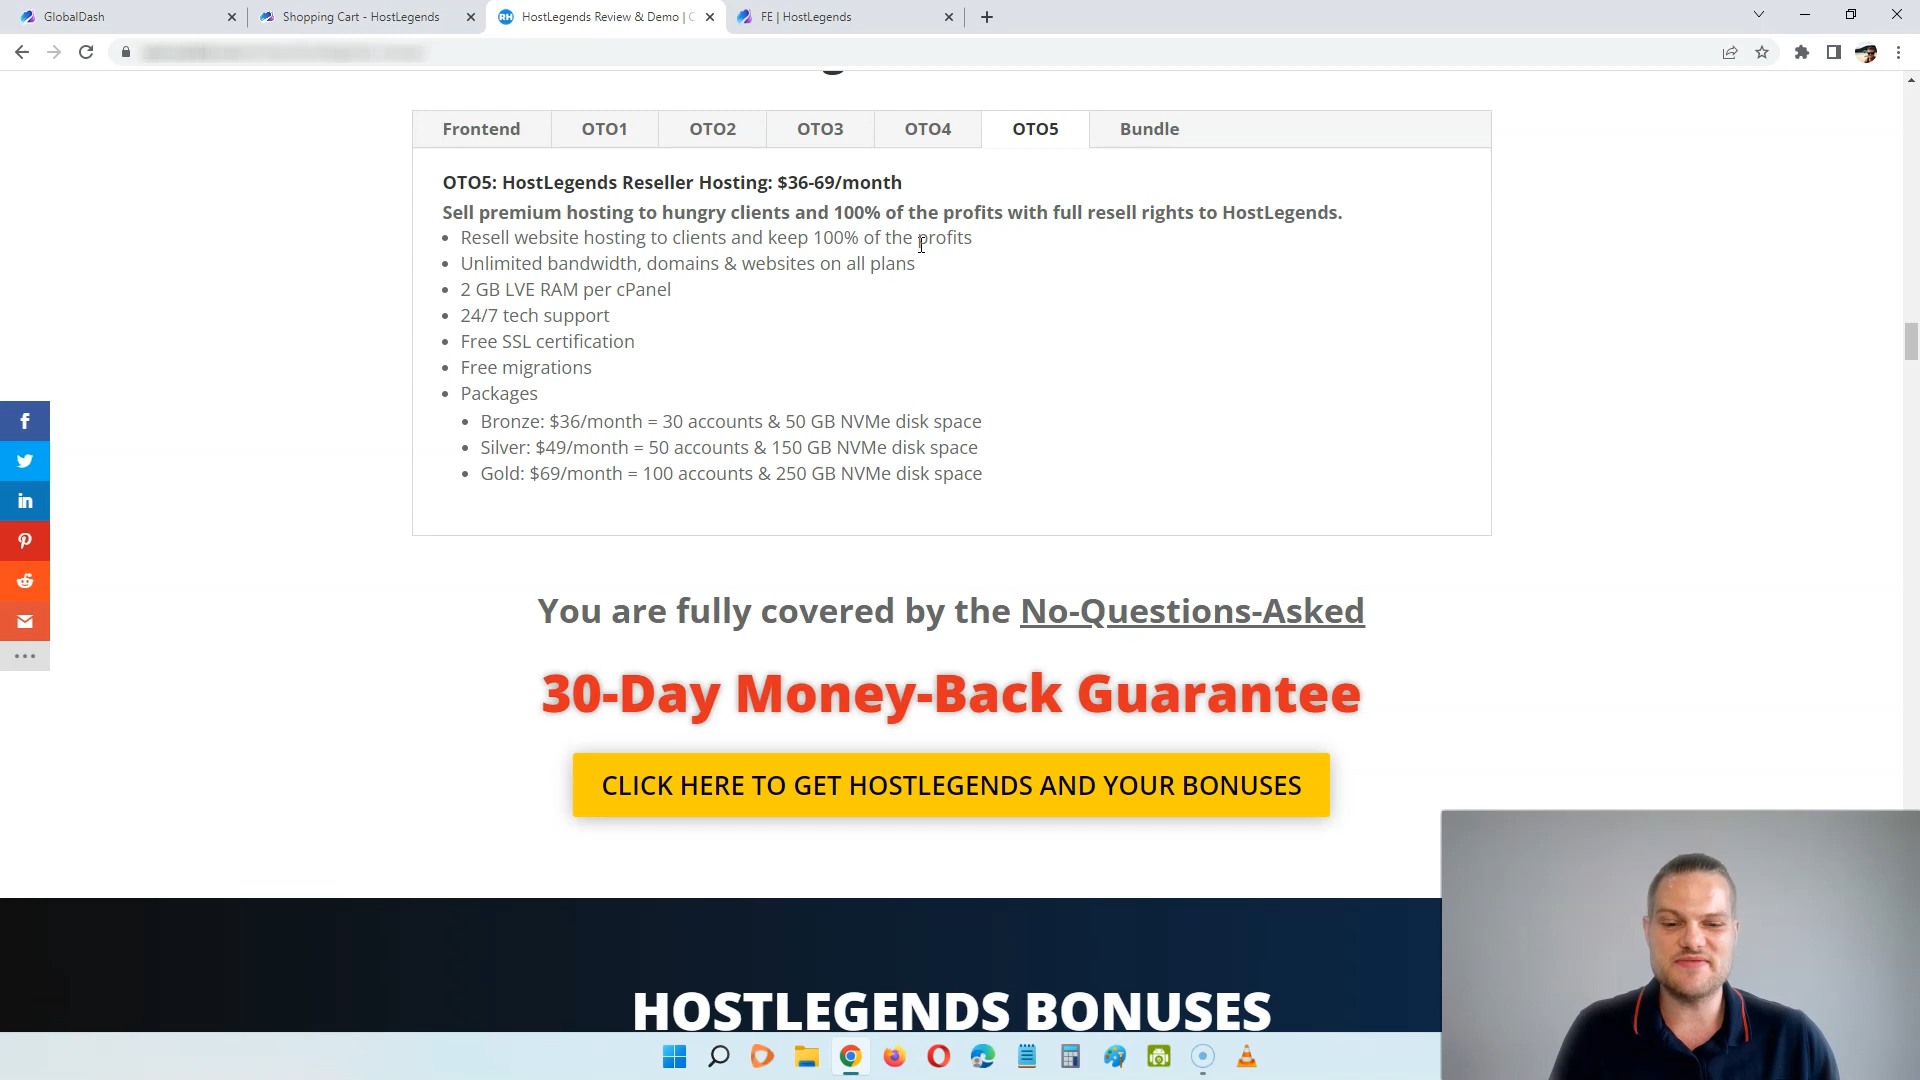 GlobalDash
Shopping Cart - HostLegends
HostLegends Review & Demo | C
FE | HostLegends
Frontend
OTO1
OTO2
OTO3
OTO4
OTO5
Bundle
OTO5: HostLegends Reseller Hosting: $36-69/month
Sell premium hosting to hungry clients and 100% of the profits with full resell rights to HostLegends.
Resell website hosting to clients and keep 100% of the profits
Unlimited bandwidth, domains & websites on all plans
2 GB LVE RAM per cPanel
24/7 tech support
Free SSL certification
Free migrations
Packages
Bronze: $36/month = 30 accounts & 50 GB NVMe disk space
Silver: $49/month = 50 accounts & 150 GB NVMe disk space
Gold: $69/month = 100 accounts & 250 GB NVMe disk space
You are fully covered by the No-Questions-Asked
30-Day Money-Back Guarantee
CLICK HERE TO GET HOSTLEGENDS AND YOUR BONUSES
HOSTLEGENDS BONUSES